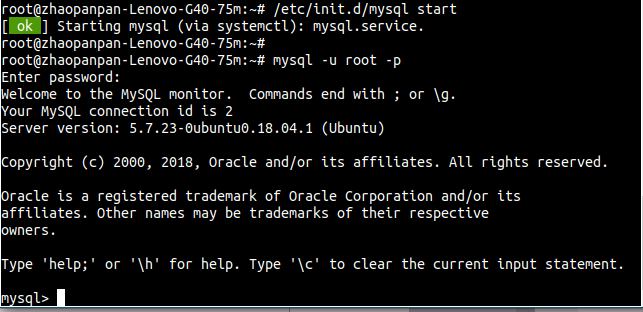 root@zhaopanpan-Lenovo-G40-75m:~# /etc/init.d/mysql start
[ ok ] Starting mysql (via systemctl): mysql.service.
root@zhaopanpan-Lenovo-G40-75m:~#
root@zhaopanpan-Lenovo-G40-75m:~# mysql -u root -p
Enter password:
Welcome to the MySQL monitor.  Commands end with ; or \g.
Your MySQL connection id is 2
Server version: 5.7.23-0ubuntu0.18.04.1 (Ubuntu)
Copyright (c) 2000, 2018, Oracle and/or its affiliates. All rights reserved.
Oracle is a registered trademark of Oracle Corporation and/or its
affiliates. Other names may be trademarks of their respective
owners.
Type 'help;' or '\h' for help. Type '\c' to clear the current input statement.
mysql>